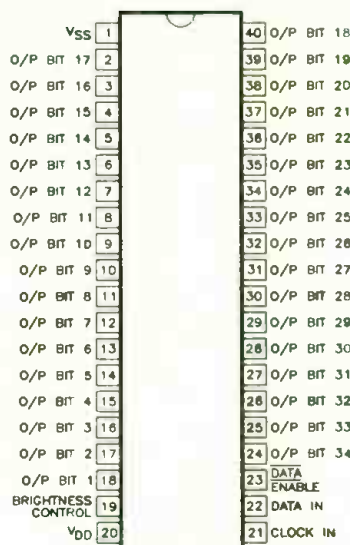 VSS 1
O/P BIT 17 2
O/P BIT 16 3
O/P BIT 15 4
O/P BIT 14 5
O/P BIT 13 6
O/P BIT 12 7
O/P BIT 11 8
O/P BIT 10 9
O/P BIT 9 10
O/P BIT 8 11
O/P BIT 7 12
O/P BIT 6 13
O/P BIT 5 14
O/P BIT 4 15
O/P BIT 3 16
O/P BIT 2 17
O/P BIT 1 18
BRIGHTNESS
CONTROL 19
VDD 20
40 O/P BIT 18
39 O/P BIT 19
38 O/P BIT 20
37 O/P BIT 21
36 O/P BIT 22
35 O/P BIT 23
34 O/P BIT 24
33 O/P BIT 25
32 O/P BIT 26
31 O/P BIT 27
30 O/P BIT 28
29 O/P BIT 29
28 O/P BIT 30
27 O/P BIT 31
26 O/P BIT 32
25 O/P BIT 33
24 O/P BIT 34
23 DATA
ENABLE
22 DATA IN
21 CLOCK IN